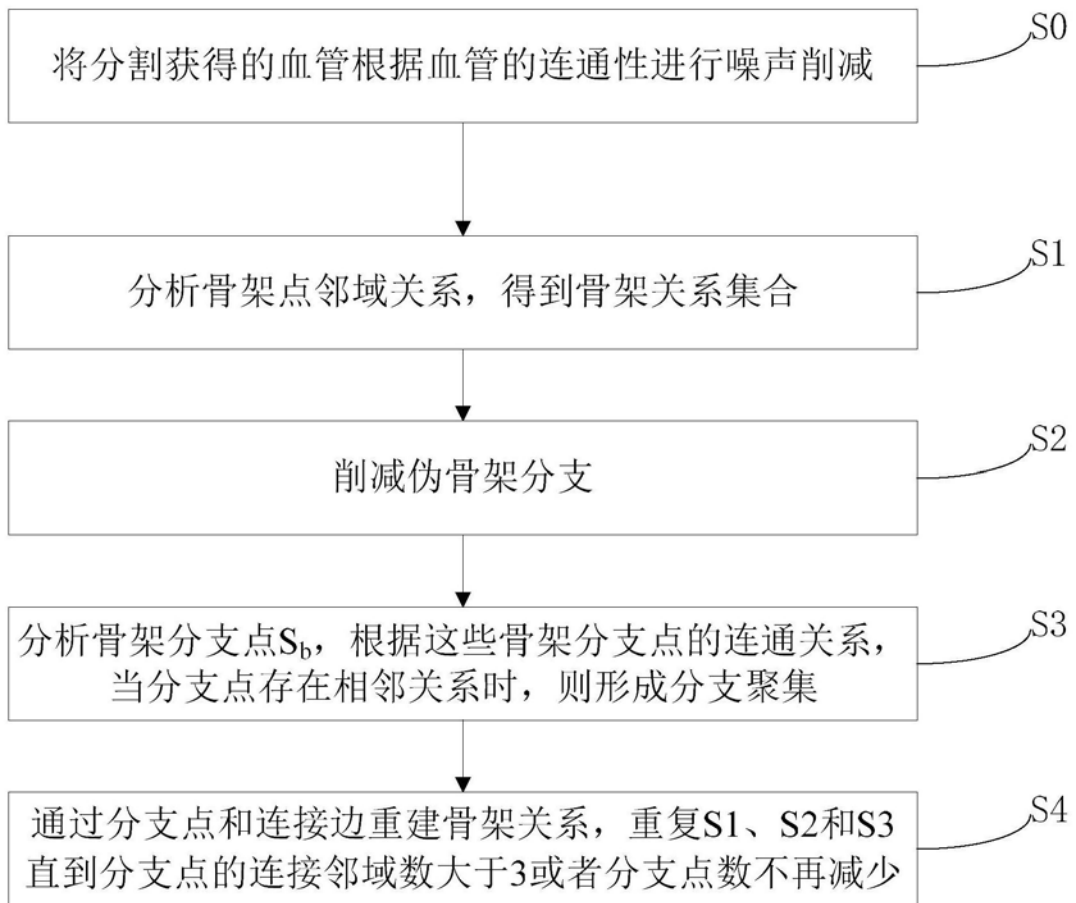 将分割获得的血管根据血管的连通性进行噪声削减
S0
分析骨架点邻域关系，得到骨架关系集合
S1
削减伪骨架分支
S2
分析骨架分支点Sb，根据这些骨架分支点的连通关系，
当分支点存在相邻关系时，则形成分支聚集
S3
通过分支点和连接边重建骨架关系，重复S1、S2和S3
直到分支点的连接邻域数大于3或者分支点数不再减少
S4